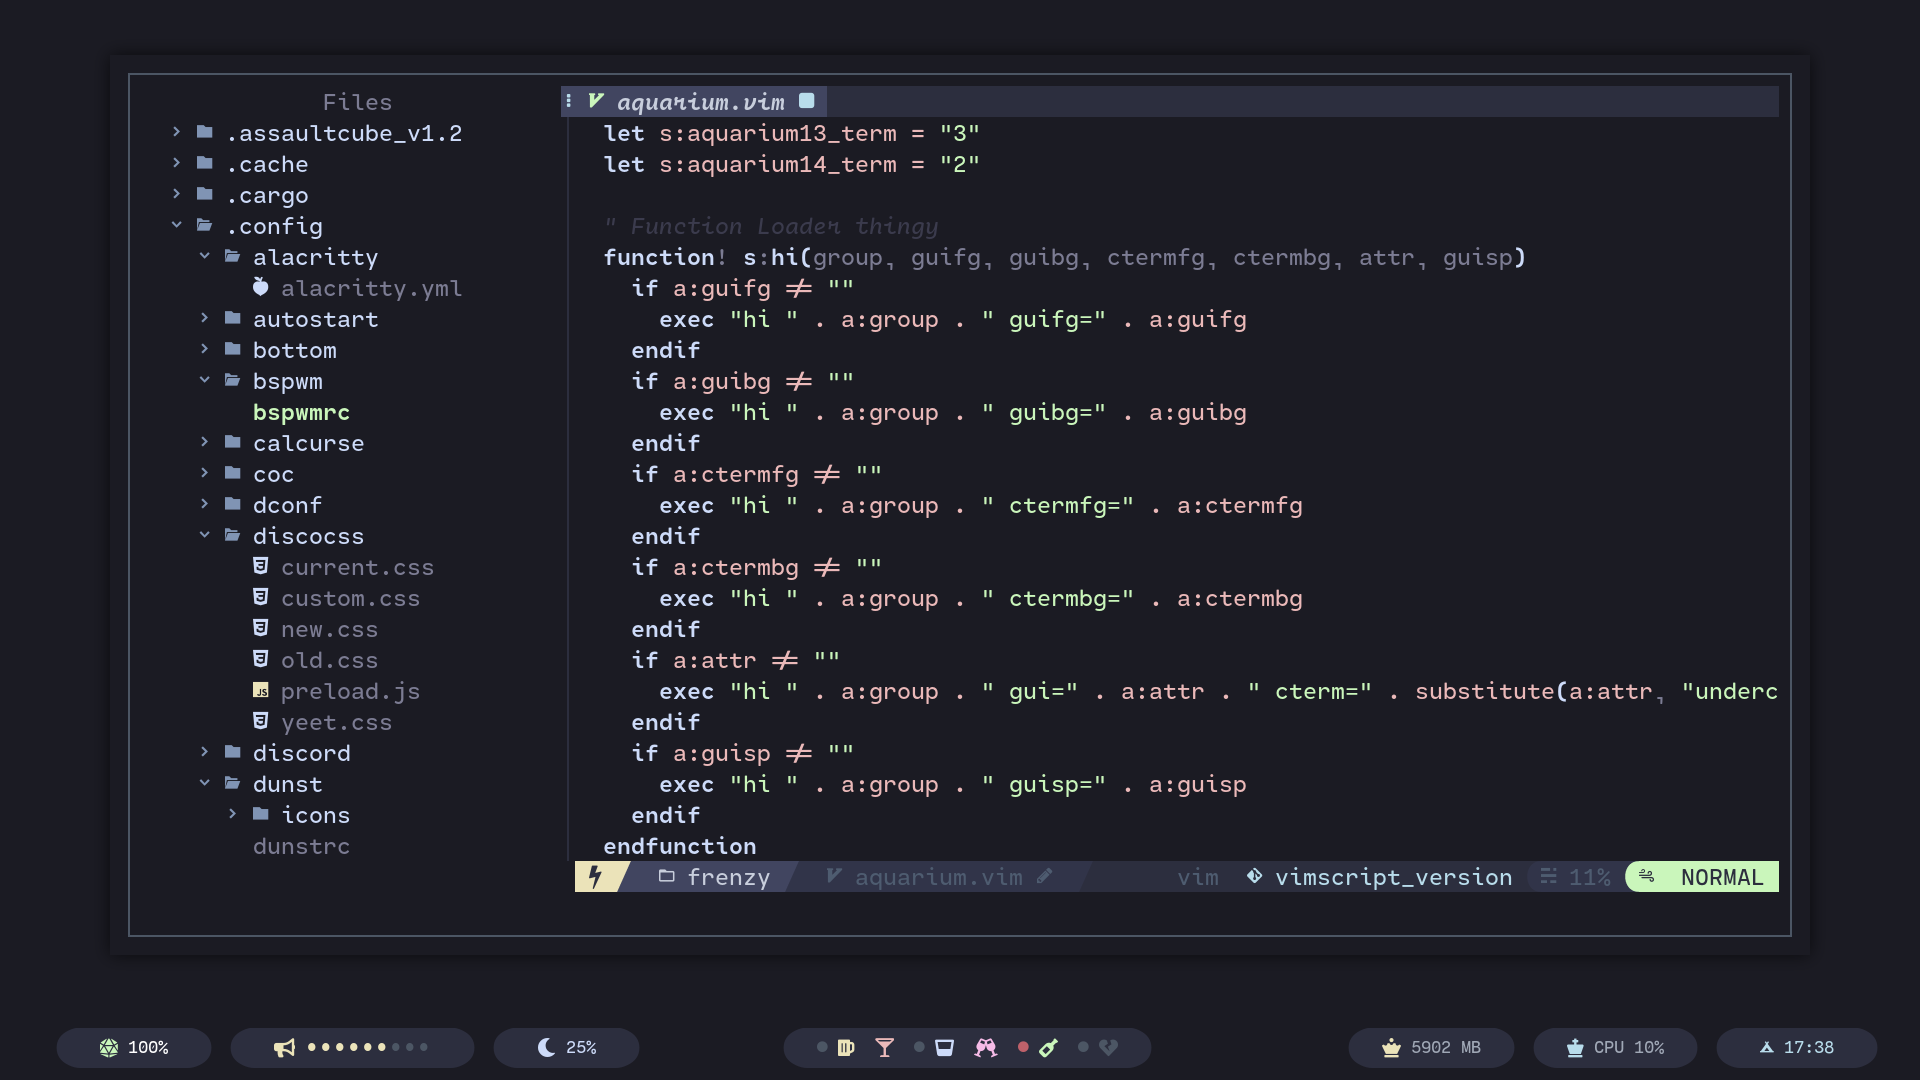 Files
.assaultcube_v1.2
.cache
.cargo
.config
alacritty
alacritty.yml
autostart
bottom
bspwm
bspwmrc
calcurse
coc
dconf
discocss
current.css
custom.css
new.css
old.css
JS preload.js
yeet.css
discord
dunst
icons
dunstrc
aquarium.vim
let s:aquarium13_term = "3"
let s:aquarium14_term = "2"
" Function Loader thingy
function! s:hi(group, guifg, guibg, ctermfg, ctermbg, attr, guisp)
if a:guifg != ""
exec "hi " . a:group . " guifg=" . a:guifg
endif
if a:guibg != ""
exec "hi " . a:group . " guibg=" . a:guibg
endif
if a:ctermfg != ""
exec "hi " . a:group . " ctermfg=" . a:ctermfg
endif
if a:ctermbg != ""
exec "hi " . a:group . " ctermbg=" . a:ctermbg
endif
if a:attr != ""
exec "hi " . a:group . " gui=" . a:attr . " cterm=" . substitute(a:attr, "underc
endif
if a:guisp != ""
exec "hi " . a:group . " guisp=" . a:guisp
endif
endfunction
frenzy aquarium.vim vim vimscript_version 11% NORMAL
100% 25% 5902 MB CPU 10% 17:38